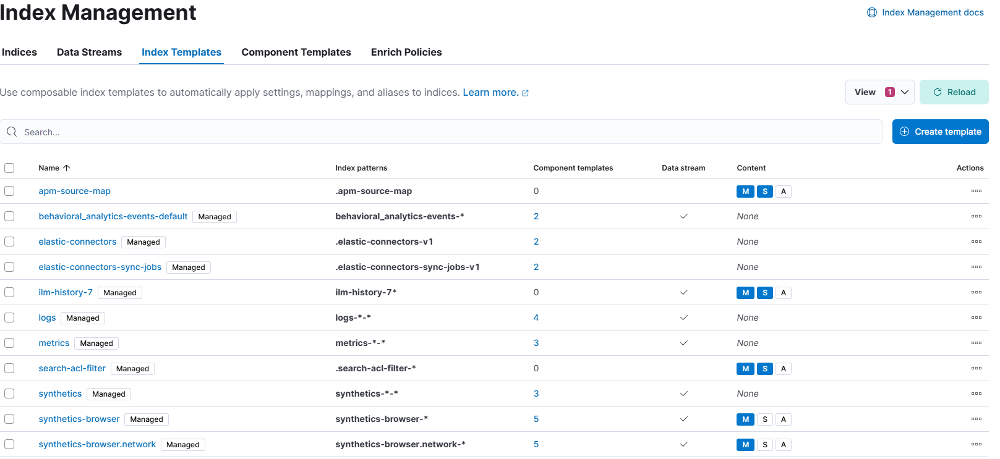 Index Management
Index Management docs
Indices Data Streams Index Templates Component Templates Enrich Policies
Use composable index templates to automatically apply settings, mappings, and aliases to indices. Learn more.
View 1 Reload
Search...
Create template
Name Index patterns Component templates Data stream Content Actions
apm-source-map .apm-source-map 0 M S A
behavioral_analytics-events-default Managed behavioral_analytics-events-* 2 None
elastic-connectors Managed .elastic-connectors-v1 2 None
elastic-connectors-sync-jobs Managed .elastic-connectors-sync-jobs-v1 2 None
ilm-history-7 Managed ilm-history-7* 0 M S A
logs Managed logs-*-* 4 None
metrics Managed metrics-*-* 3 None
search-acl-filter Managed .search-acl-filter-* 0 M S A
synthetics Managed synthetics-*-* 3 None
synthetics-browser Managed synthetics-browser-* 5 M S A
synthetics-browser.network Managed synthetics-browser.network-* 5 M S A